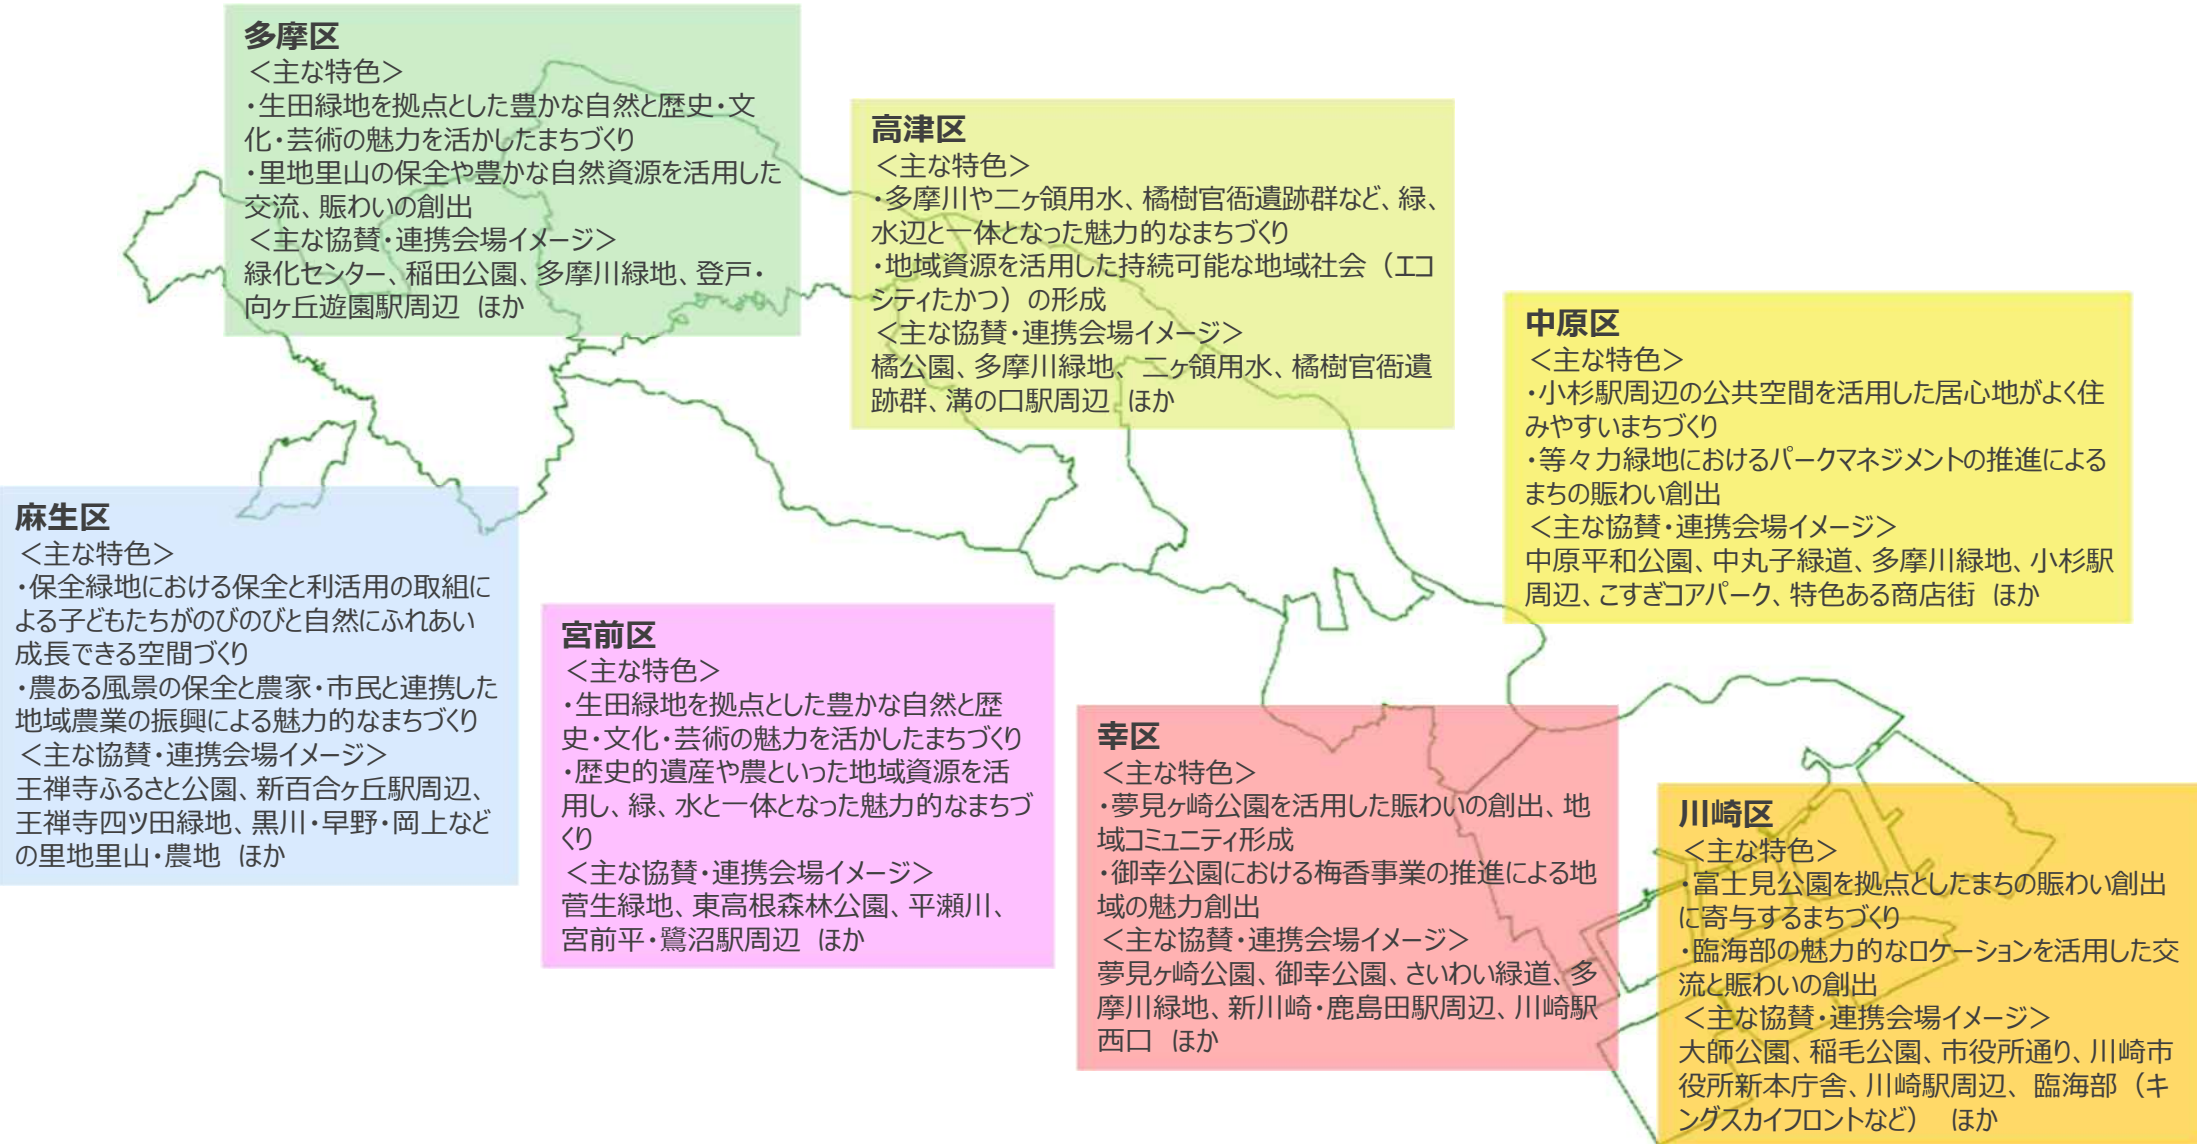 多摩区
＜主な特色＞
・生田緑地を拠点とした豊かな自然と歴史・文
化・芸術の魅力を活かしたまちづくり
・里地里山の保全や豊かな自然資源を活用した
交流、賑わいの創出
＜主な協賛・連携会場イメージ＞
緑化センター、稲田公園、多摩川緑地、登戸・
向ヶ丘遊園駅周辺　ほか
高津区
＜主な特色＞
・多摩川や二ヶ領用水、橘樹官衙遺跡群など、緑、
水辺と一体となった魅力的なまちづくり
・地域資源を活用した持続可能な地域社会（エコ
シティたかつ）の形成
＜主な協賛・連携会場イメージ＞
橘公園、多摩川緑地、二ヶ領用水、橘樹官衙遺
跡群、溝の口駅周辺　ほか
中原区
＜主な特色＞
・小杉駅周辺の公共空間を活用した居心地がよく住
みやすいまちづくり
・等々力緑地におけるパークマネジメントの推進による
まちの賑わい創出
＜主な協賛・連携会場イメージ＞
中原平和公園、中丸子緑道、多摩川緑地、小杉駅
周辺、こすぎコアパーク、特色ある商店街　ほか
麻生区
＜主な特色＞
・保全緑地における保全と利活用の取組に
よる子どもたちがのびのびと自然にふれあい
成長できる空間づくり
・農ある風景の保全と農家・市民と連携した
地域農業の振興による魅力的なまちづくり
＜主な協賛・連携会場イメージ＞
王禅寺ふるさと公園、新百合ヶ丘駅周辺、
王禅寺四ツ田緑地、黒川・早野・岡上など
の里地里山・農地　ほか
宮前区
＜主な特色＞
・生田緑地を拠点とした豊かな自然と歴
史・文化・芸術の魅力を活かしたまちづくり
・歴史的遺産や農といった地域資源を活
用し、緑、水と一体となった魅力的なまちづ
くり
＜主な協賛・連携会場イメージ＞
菅生緑地、東高根森林公園、平瀬川、
宮前平・鷺沼駅周辺　ほか
幸区
＜主な特色＞
・夢見ヶ崎公園を活用した賑わいの創出、地
域コミュニティ形成
・御幸公園における梅香事業の推進による地
域の魅力創出
＜主な協賛・連携会場イメージ＞
夢見ヶ崎公園、御幸公園、さいわい緑道、多
摩川緑地、新川崎・鹿島田駅周辺、川崎駅
西口　ほか
川崎区
＜主な特色＞
・富士見公園を拠点としたまちの賑わい創出
に寄与するまちづくり
・臨海部の魅力的なロケーションを活用した交
流と賑わいの創出
＜主な協賛・連携会場イメージ＞
大師公園、稲毛公園、市役所通り、川崎市
役所新本庁舎、川崎駅周辺、臨海部（キ
ングスカイフロントなど）　ほか